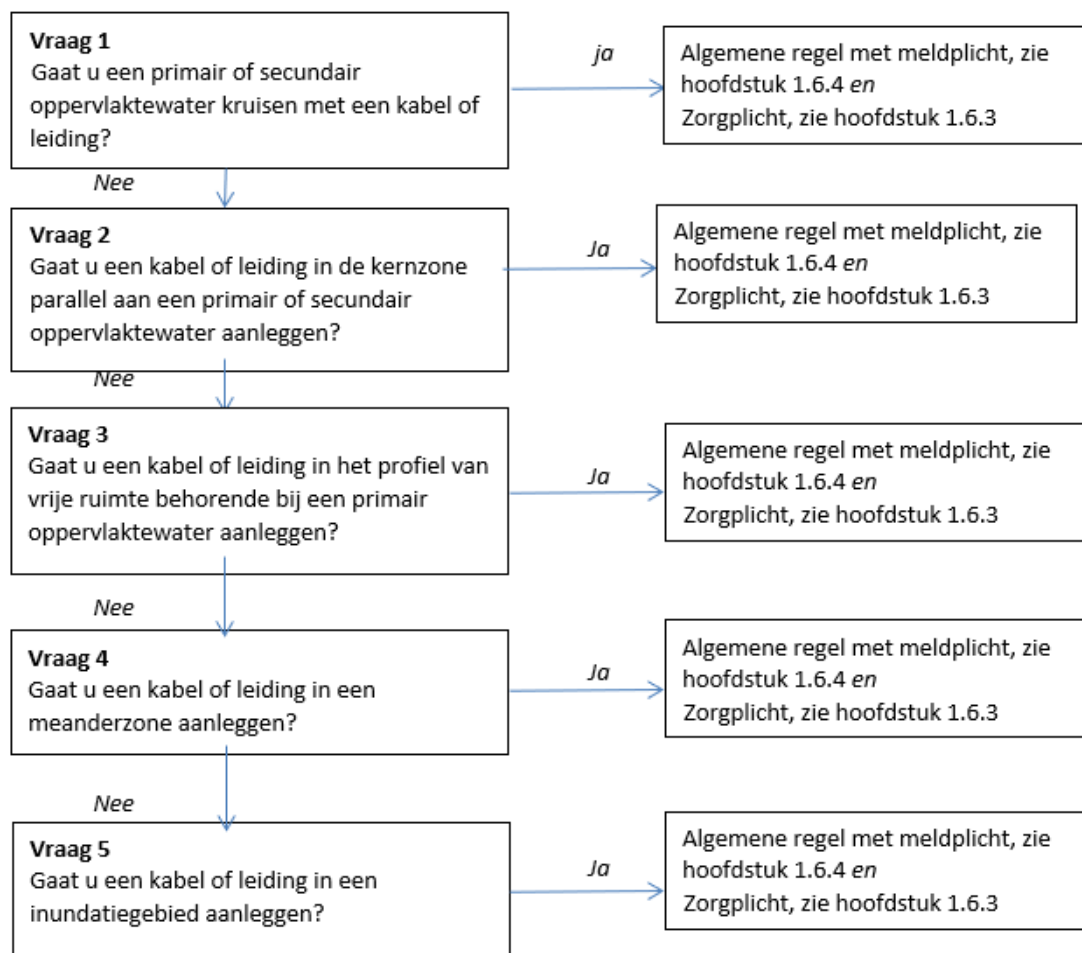 Vraag 1
Gaat u een primair of secundair
oppervlaktewater kruisen met een kabel of
leiding?
ja
Algemene regel met meldplicht, zie
hoofdstuk 1.6.4 en
Zorgplicht, zie hoofdstuk 1.6.3
Nee
Vraag 2
Gaat u een kabel of leiding in de kernzone
parallel aan een primair of secundair
oppervlaktewater aanleggen?
Ja
Algemene regel met meldplicht, zie
hoofdstuk 1.6.4 en
Zorgplicht, zie hoofdstuk 1.6.3
Nee
Vraag 3
Gaat u een kabel of leiding in het profiel van
vrije ruimte behorende bij een primair
oppervlaktewater aanleggen?
Ja
Algemene regel met meldplicht, zie
hoofdstuk 1.6.4 en
Zorgplicht, zie hoofdstuk 1.6.3
Nee
Vraag 4
Gaat u een kabel of leiding in een
meanderzone aanleggen?
Ja
Algemene regel met meldplicht, zie
hoofdstuk 1.6.4 en
Zorgplicht, zie hoofdstuk 1.6.3
Nee
Vraag 5
Gaat u een kabel of leiding in een
inundatiegebied aanleggen?
Ja
Algemene regel met meldplicht, zie
hoofdstuk 1.6.4 en
Zorgplicht, zie hoofdstuk 1.6.3